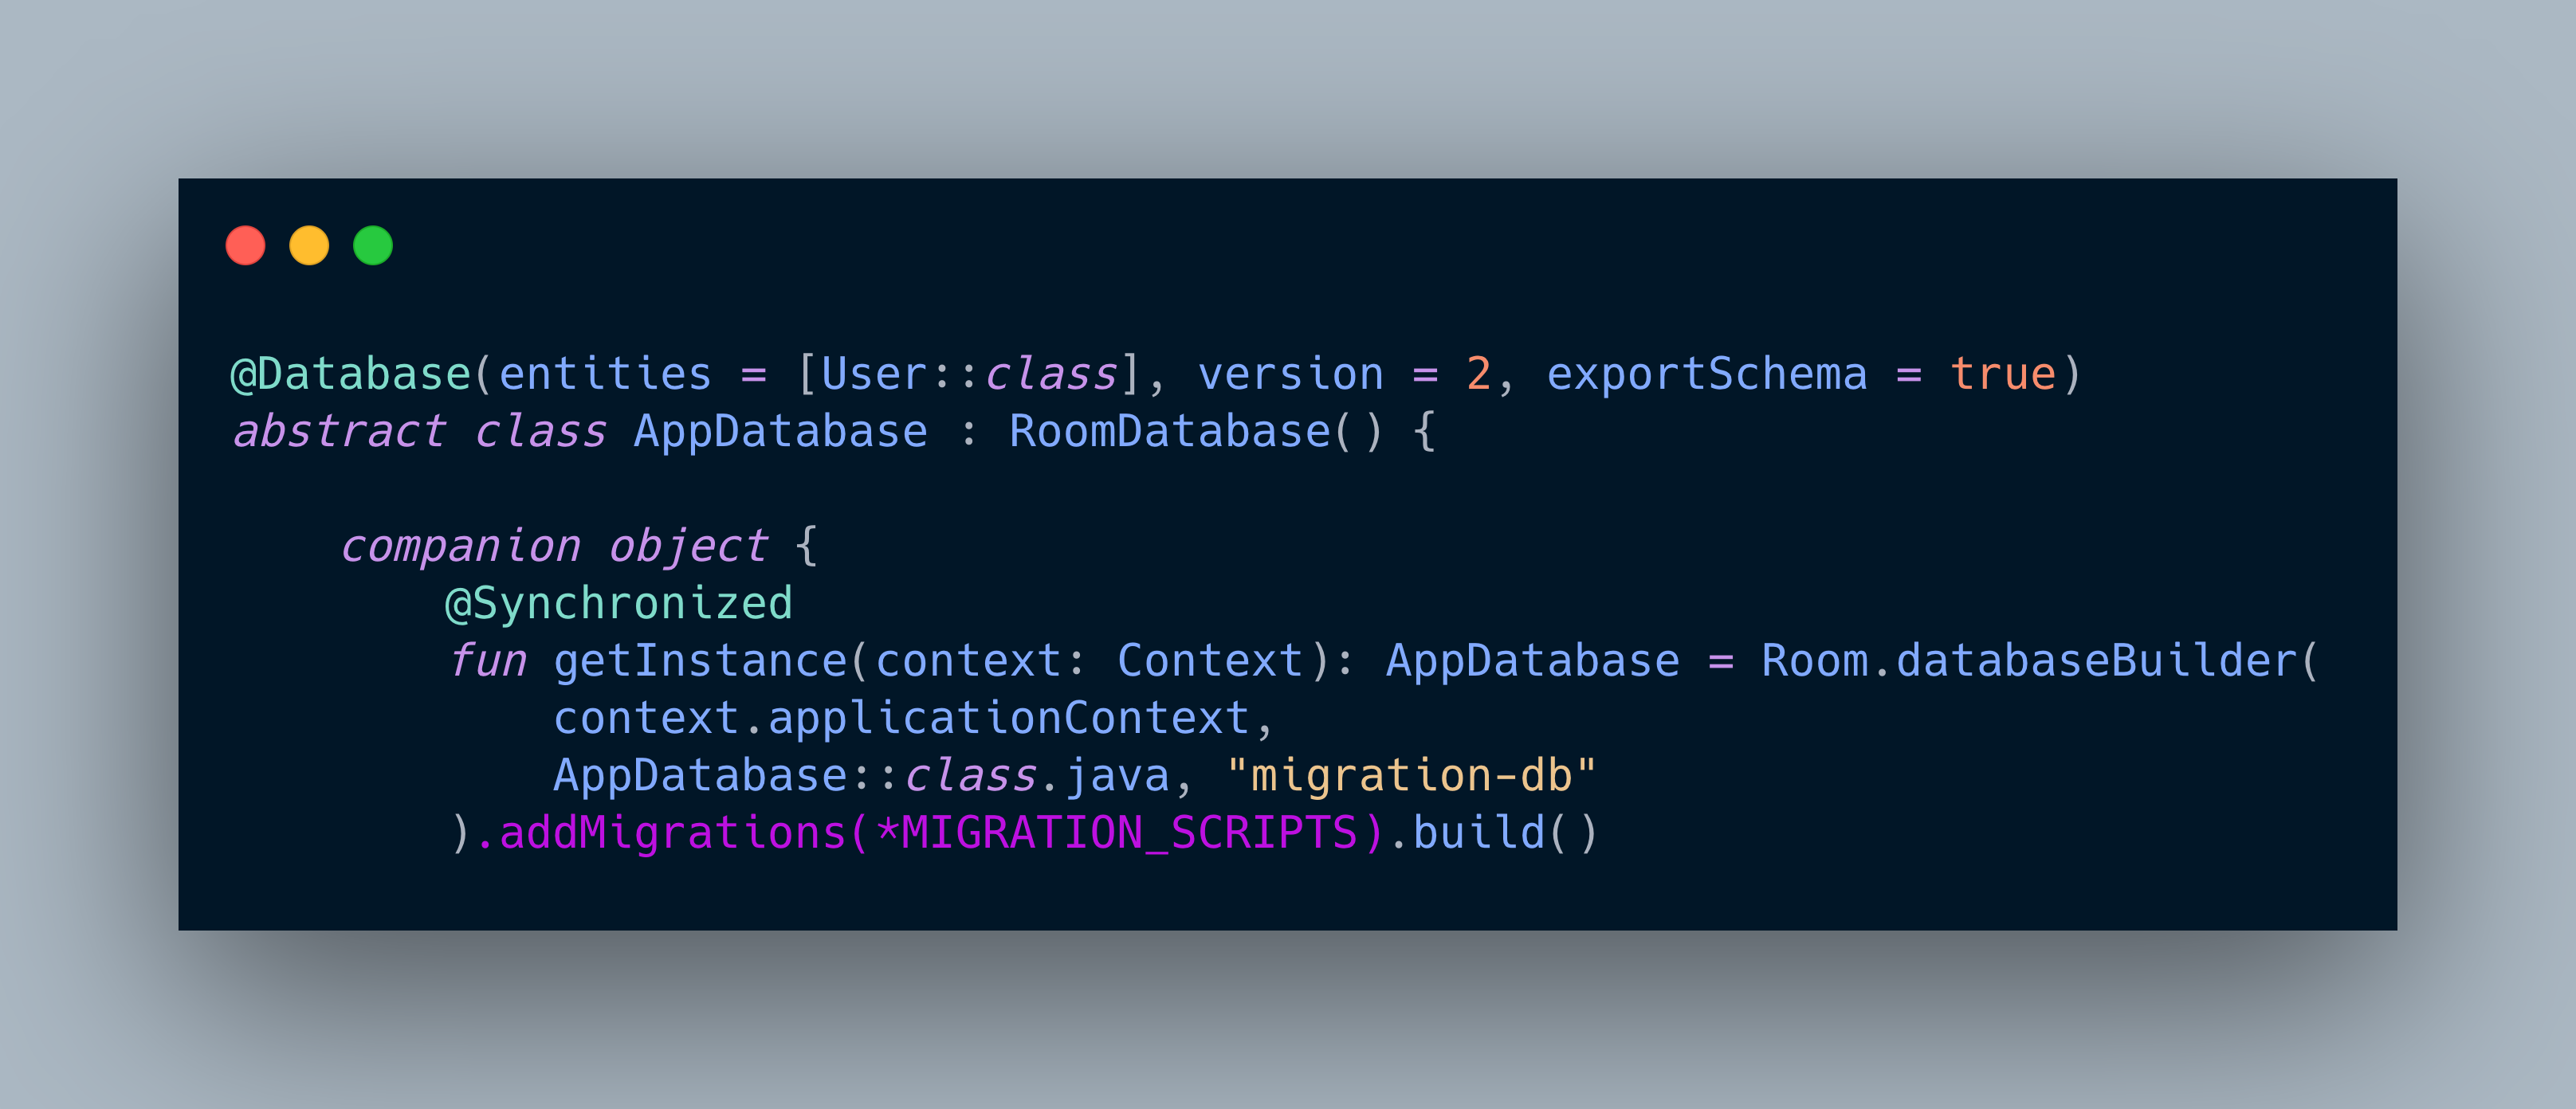 @Database(entities = [User::class], version = 2, exportSchema = true)
abstract class AppDatabase : RoomDatabase() {
    companion object {
        @Synchronized
        fun getInstance(context: Context): AppDatabase = Room.databaseBuilder(
            context.applicationContext,
            AppDatabase::class.java, "migration-db"
        ).addMigrations(*MIGRATION_SCRIPTS).build()